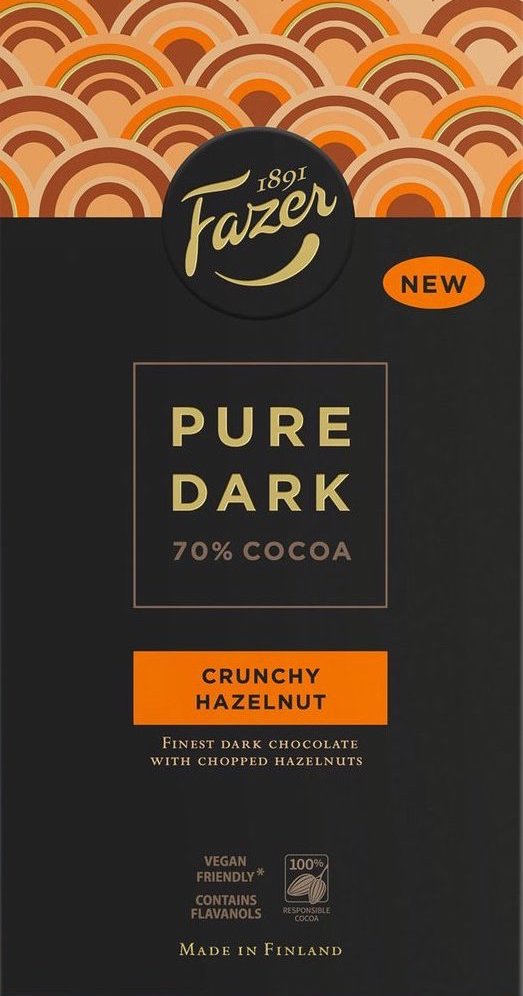 1891
Fazer
NEW
PURE
DARK
70% COCOA
CRUNCHY
HAZELNUT
FINEST DARK CHOCOLATE
WITH CHOPPED HAZELNUTS
VEGAN
FRIENDLY*
CONTAINS
FLAVANOLS
100%
RESPONSIBLE
COCOA
MADE IN FINLAND